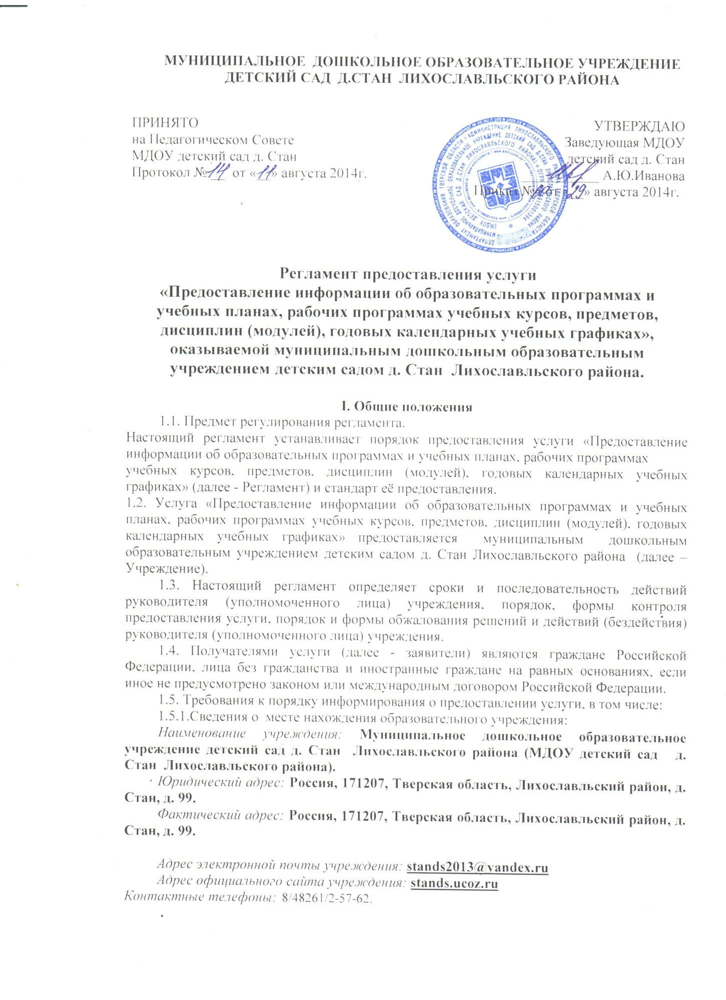 МУНИЦИПАЛЬНОЕ ДОШКОЛЬНОЕ ОБРАЗОВАТЕЛЬНОЕ УЧРЕЖДЕНИЕ
ДЕТСКИЙ САД Д.СТАН ЛИХОСЛАВЛЬСКОГО РАЙОНА
ПРИНЯТО
на Педагогическом Совете
МДОУ детский сад д. Стан
Протокол № 14 от «11» августа 2014г.
УТВЕРЖДАЮ
Заведующая МДОУ
детский сад д. Стан
А.Ю.Иванова
Приказ № от «29» августа 2014г.
Регламент предоставления услуги
«Предоставление информации об образовательных программах и
учебных планах, рабочих программах учебных курсов, предметов,
дисциплин (модулей), годовых календарных учебных графиках»,
оказываемой муниципальным дошкольным образовательным
учреждением детским садом д. Стан Лихославльского района.
I. Общие положения
1.1. Предмет регулирования регламента.
Настоящий регламент устанавливает порядок предоставления услуги «Предоставление
информации об образовательных программах и учебных планах, рабочих программах
учебных курсов, предметов, дисциплин (модулей), годовых календарных учебных
графиках» (далее - Регламент) и стандарт её предоставления.
1.2. Услуга «Предоставление информации об образовательных программах и учебных
планах, рабочих программах учебных курсов, предметов, дисциплин (модулей), годовых
календарных учебных графиках» предоставляется муниципальным дошкольным
образовательным учреждением детским садом д. Стан Лихославльского района (далее –
Учреждение).
1.3. Настоящий регламент определяет сроки и последовательность действий
руководителя (уполномоченного лица) учреждения, порядок, формы контроля
предоставления услуги, порядок и формы обжалования решений и действий (бездействия)
руководителя (уполномоченного лица) учреждения.
1.4. Получателями услуги (далее - заявители) являются граждане Российской
Федерации, лица без гражданства и иностранные граждане на равных основаниях, если
иное не предусмотрено законом или международным договором Российской Федерации.
1.5. Требования к порядку информирования о предоставлении услуги, в том числе:
1.5.1.Сведения о месте нахождения образовательного учреждения:
Наименование учреждения: Муниципальное дошкольное образовательное
учреждение детский сад д. Стан Лихославльского района (МДОУ детский сад д.
Стан Лихославльского района).
Юридический адрес: Россия, 171207, Тверская область, Лихославльский район, д.
Стан, д. 99.
Фактический адрес: Россия, 171207, Тверская область, Лихославльский район, д.
Стан, д. 99.
Адрес электронной почты учреждения: stands2013@yandex.ru
Адрес официального сайта учреждения: stands.ucoz.ru
Контактные телефоны: 8/48261/2-57-62.